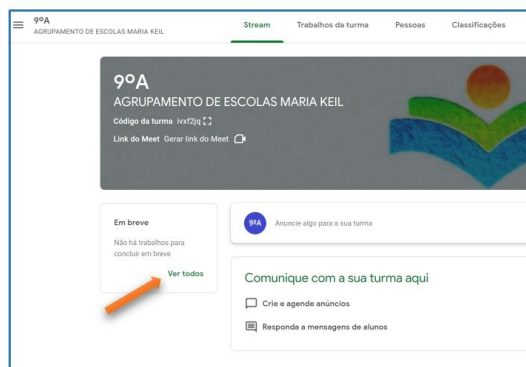 9ºA
AGRUPAMENTO DE ESCOLAS MARIA KEIL
Stream
Trabalhos da turma
Pessoas
Classificações
9ºA
AGRUPAMENTO DE ESCOLAS MARIA KEIL
Código da turma ivxf2jq
Link do Meet Gerar link do Meet
Em breve
Não há trabalhos para
concluir em breve
Ver todos
9ºA
Anuncie algo para a sua turma
Comunique com a sua turma aqui
Crie e agende anúncios
Responda a mensagens de alunos